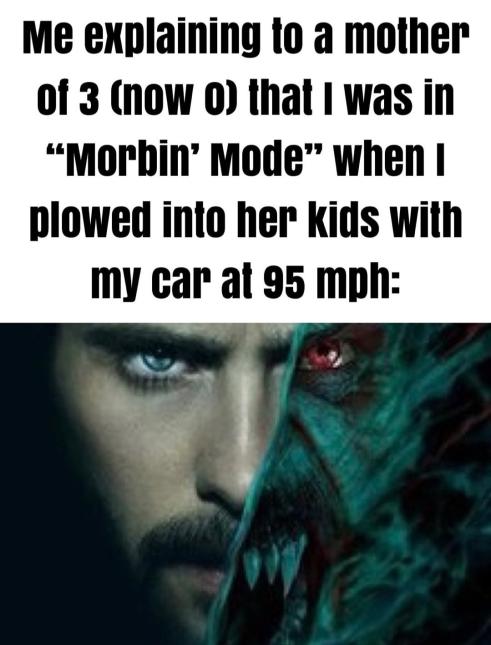 Me explaining to a mother
of 3 (now 0) that I was in
“Morbin’ Mode” when I
plowed into her kids with
my car at 95 mph: